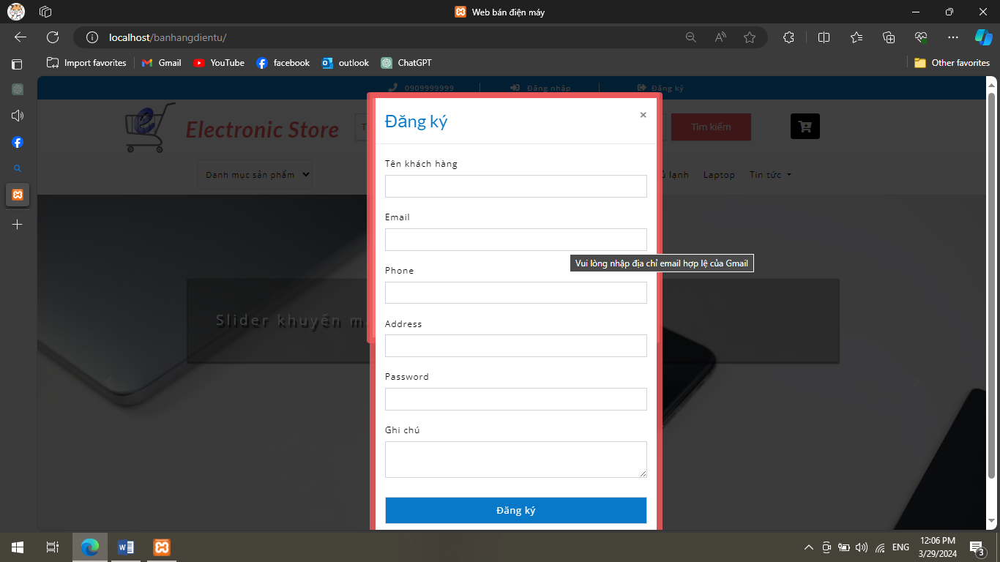 Web bán điện máy
localhost/banhangdientu/
Import favorites
Gmail
YouTube
facebook
outlook
ChatGPT
Other favorites
0909999999
Đăng nhập
Đăng ký
Electronic Store
Tìm kiếm
Danh mục sản phẩm
lạnh
Laptop
Tin tức
Slider khuyến
Đăng ký
×
Tên khách hàng
Email
Vui lòng nhập địa chỉ email hợp lệ của Gmail
Phone
Address
Password
Ghi chú
Đăng ký
ENG
12:06 PM
3/29/2024
3